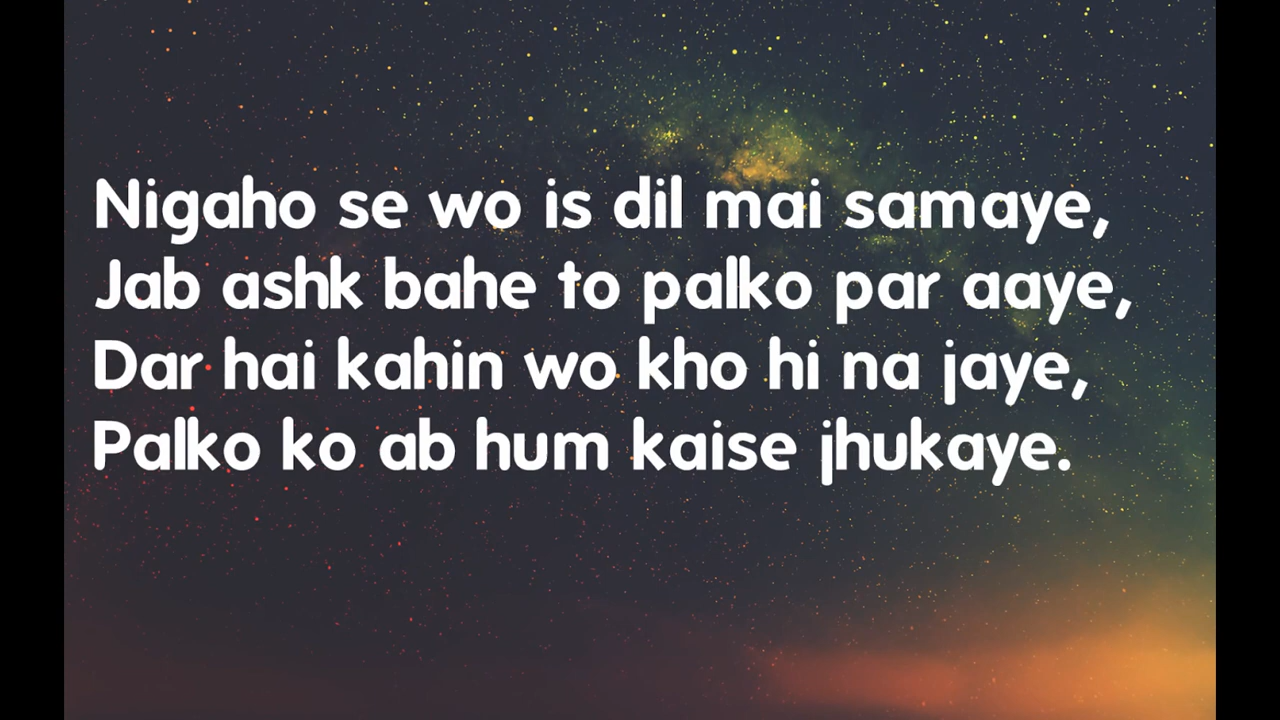 Nigaho se wo is dil mai samaye,
Jab ashk bahe to palko par aaye,
Dar hai kahin wo kho hi na jaye,
Palko ko ab hum kaise jhukaye.